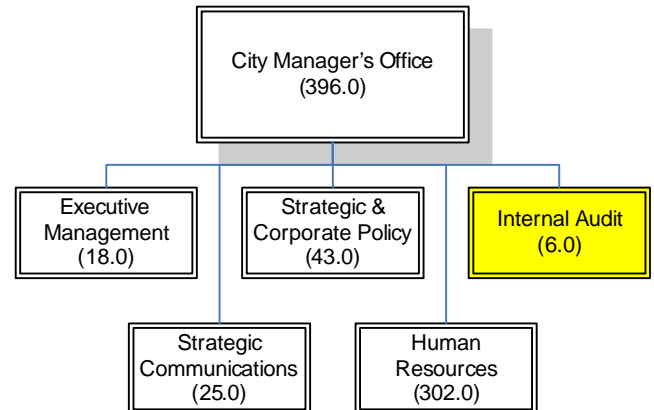 City Manager's Office
(396.0)
Executive
Management
(18.0)
Strategic &
Corporate Policy
(43.0)
Internal Audit
(6.0)
Strategic
Communications
(25.0)
Human
Resources
(302.0)